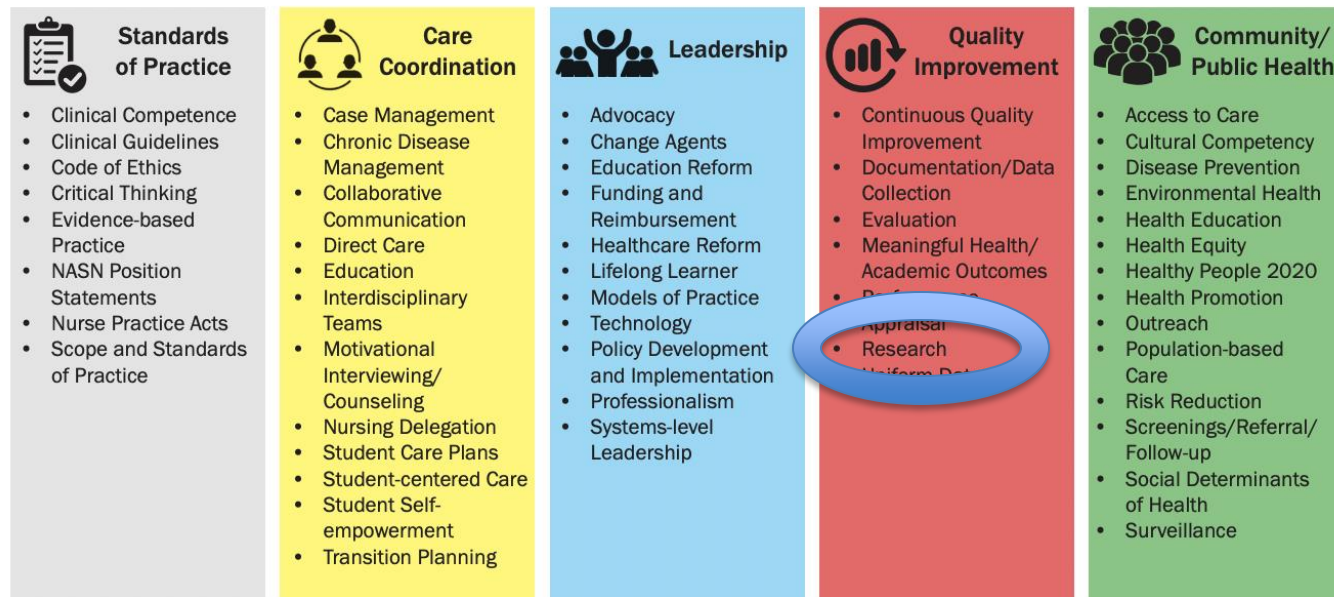 Standards
of Practice
• Clinical Competence
• Clinical Guidelines
• Code of Ethics
• Critical Thinking
• Evidence-based
Practice
• NASN Position
Statements
• Nurse Practice Acts
• Scope and Standards
of Practice
Care
Coordination
• Case Management
• Chronic Disease
Management
• Collaborative
Communication
• Direct Care
• Education
• Interdisciplinary
Teams
• Motivational
Interviewing/
Counseling
• Nursing Delegation
• Student Care Plans
• Student-centered Care
• Student Self-
empowerment
• Transition Planning
Leadership
• Advocacy
• Change Agents
• Education Reform
• Funding and
Reimbursement
• Healthcare Reform
• Lifelong Learner
• Models of Practice
• Technology
• Policy Development
and Implementation
• Professionalism
• Systems-level
Leadership
Quality
Improvement
• Continuous Quality
Improvement
• Documentation/Data
Collection
• Evaluation
• Meaningful Health/
Academic Outcomes
Appraisal
• Research
Uniform
Community/
Public Health
• Access to Care
• Cultural Competency
• Disease Prevention
• Environmental Health
• Health Education
• Health Equity
• Healthy People 2020
• Health Promotion
• Outreach
• Population-based
Care
• Risk Reduction
• Screenings/Referral/
Follow-up
• Social Determinants
of Health
• Surveillance